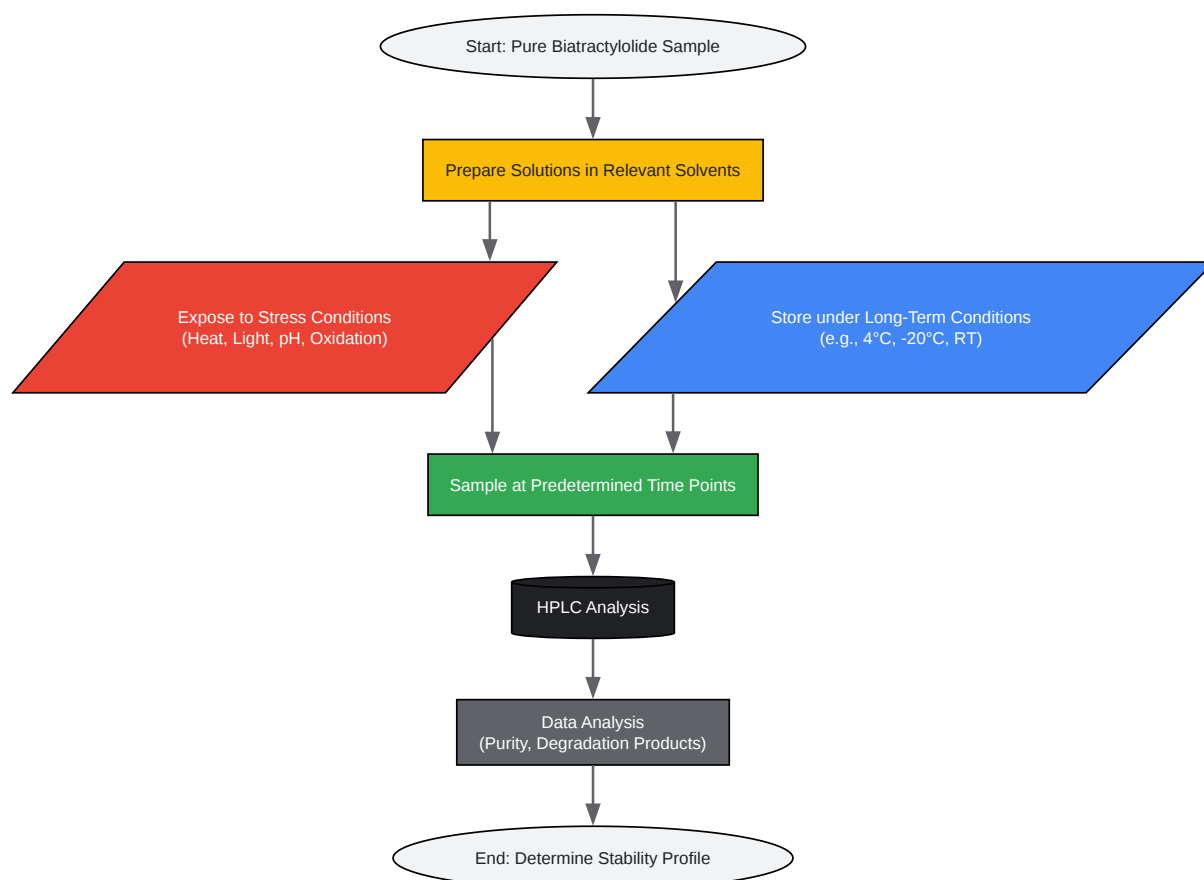 Start: Pure Biatractylolide Sample
Prepare Solutions in Relevant Solvents
Expose to Stress Conditions
(Heat, Light, pH, Oxidation)
Store under Long-Term Conditions
(e.g., 4°C, -20°C, RT)
Sample at Predetermined Time Points
HPLC Analysis
Data Analysis
(Purity, Degradation Products)
End: Determine Stability Profile